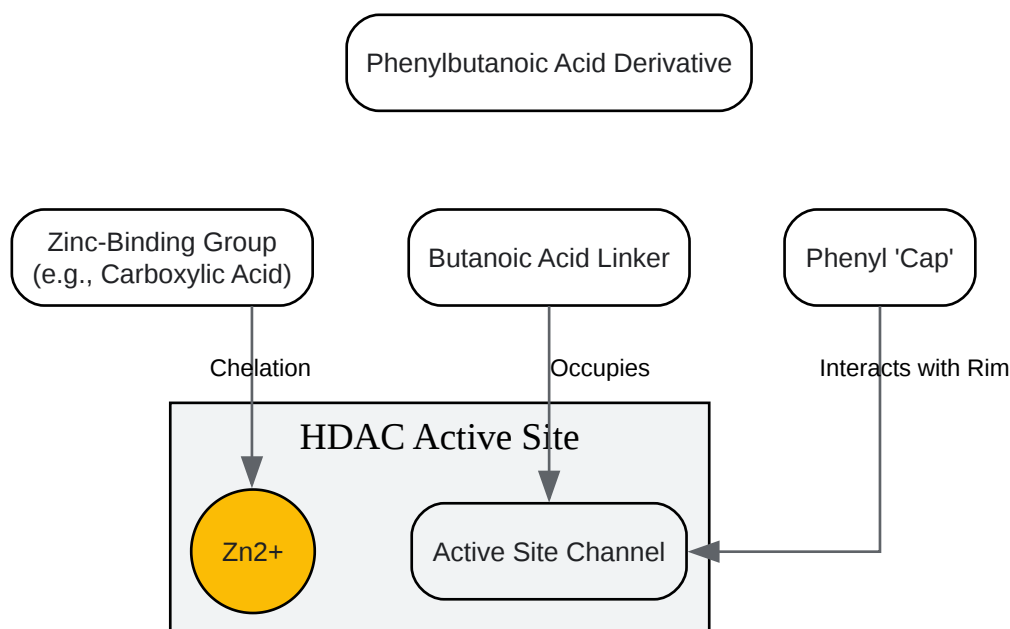 Phenylbutanoic Acid Derivative
Zinc-Binding Group
(e.g., Carboxylic Acid)
Butanoic Acid Linker
Phenyl 'Cap'
Chelation
Occupies
Interacts with Rim
HDAC Active Site
Zn2+
Active Site Channel